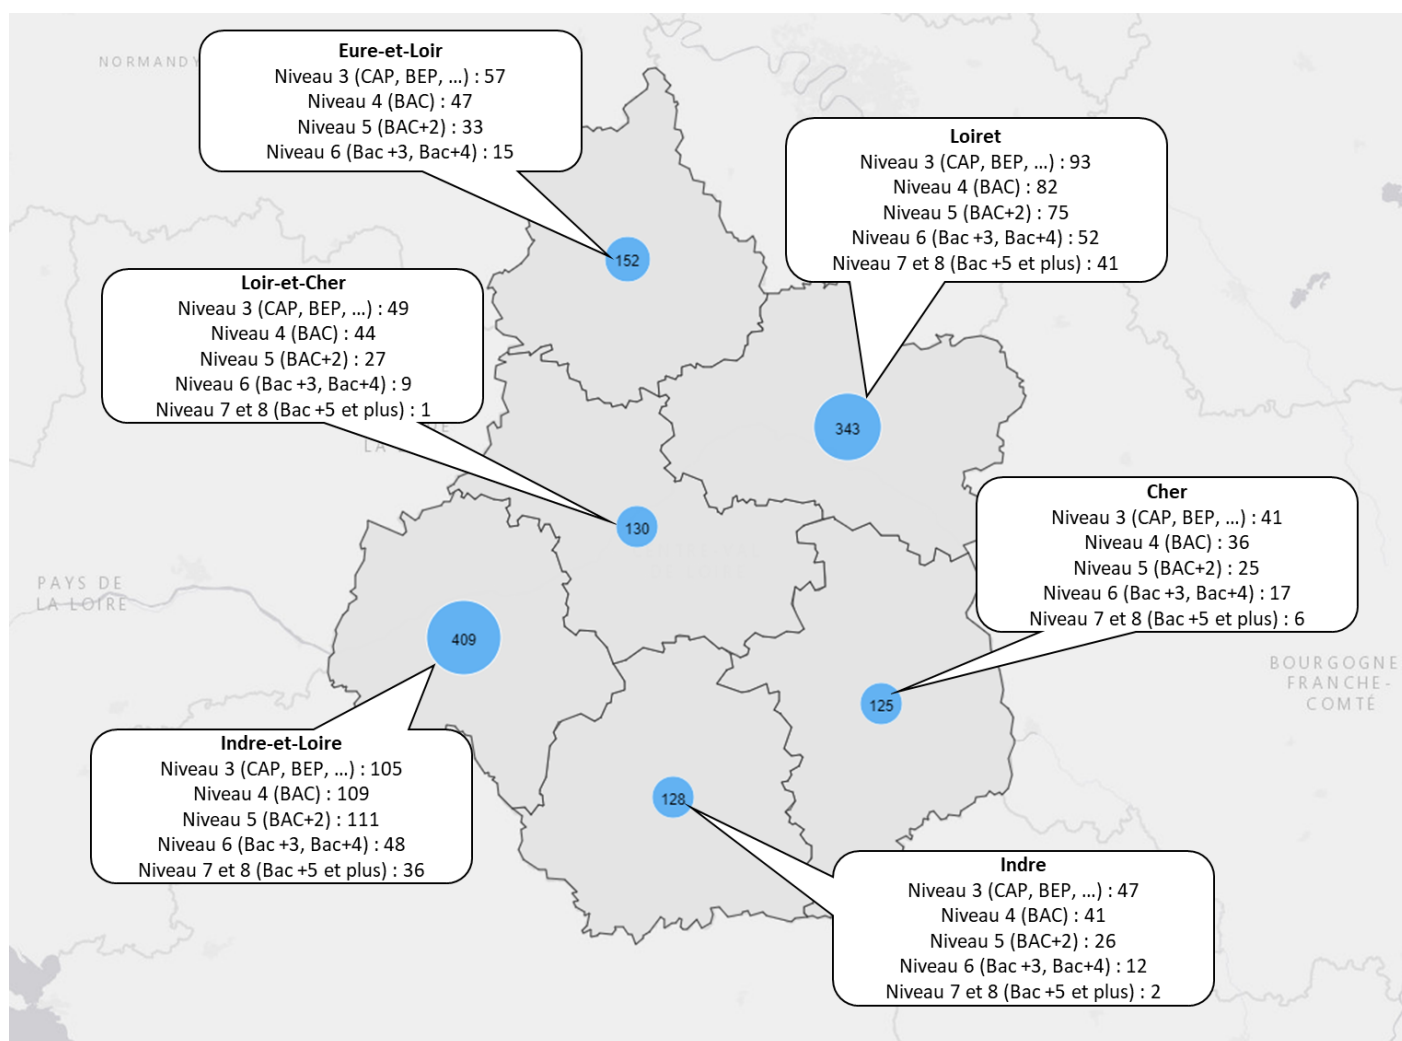 NORMANDY
Eure-et-Loir
Niveau 3 (CAP, BEP, ...) : 57
Niveau 4 (BAC) : 47
Niveau 5 (BAC+2) : 33
Niveau 6 (Bac +3, Bac+4) : 15
152
Loiret
Niveau 3 (CAP, BEP, ...) : 93
Niveau 4 (BAC) : 82
Niveau 5 (BAC+2) : 75
Niveau 6 (Bac +3, Bac+4) : 52
Niveau 7 et 8 (Bac +5 et plus) : 41
343
Loir-et-Cher
Niveau 3 (CAP, BEP, ...) : 49
Niveau 4 (BAC) : 44
Niveau 5 (BAC+2) : 27
Niveau 6 (Bac +3, Bac+4) : 9
Niveau 7 et 8 (Bac +5 et plus) : 1
130
Cher
Niveau 3 (CAP, BEP, ...) : 41
Niveau 4 (BAC) : 36
Niveau 5 (BAC+2) : 25
Niveau 6 (Bac +3, Bac+4) : 17
Niveau 7 et 8 (Bac +5 et plus) : 6
125
PAYS DE
LA LOIRE
409
BOURGOGNE
FRANCHE-
COMTÉ
Indre-et-Loire
Niveau 3 (CAP, BEP, ...) : 105
Niveau 4 (BAC) : 109
Niveau 5 (BAC+2) : 111
Niveau 6 (Bac +3, Bac+4) : 48
Niveau 7 et 8 (Bac +5 et plus) : 36
128
Indre
Niveau 3 (CAP, BEP, ...) : 47
Niveau 4 (BAC) : 41
Niveau 5 (BAC+2) : 26
Niveau 6 (Bac +3, Bac+4) : 12
Niveau 7 et 8 (Bac +5 et plus) : 2